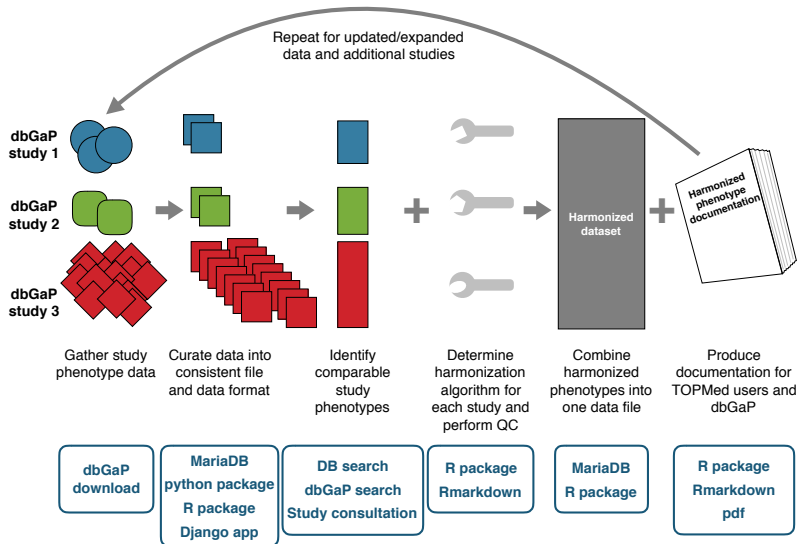 Repeat for updated/expanded
data and additional studies
dbGaP
study 1
dbGaP
study 2
dbGaP
study 3
Harmonized
dataset
Harmonized
phenotype
documentation
Gather study
phenotype data
Curate data into
consistent file
and data format
Identify
comparable
study
phenotypes
Determine
harmonization
algorithm for
each study and
perform QC
Combine
harmonized
phenotypes into
one data file
Produce
documentation for
TOPMed users and
dbGaP
dbGaP
download
MariaDB
python package
R package
Django app
DB search
dbGaP search
Study consultation
R package
Rmarkdown
MariaDB
R package
R package
Rmarkdown
pdf